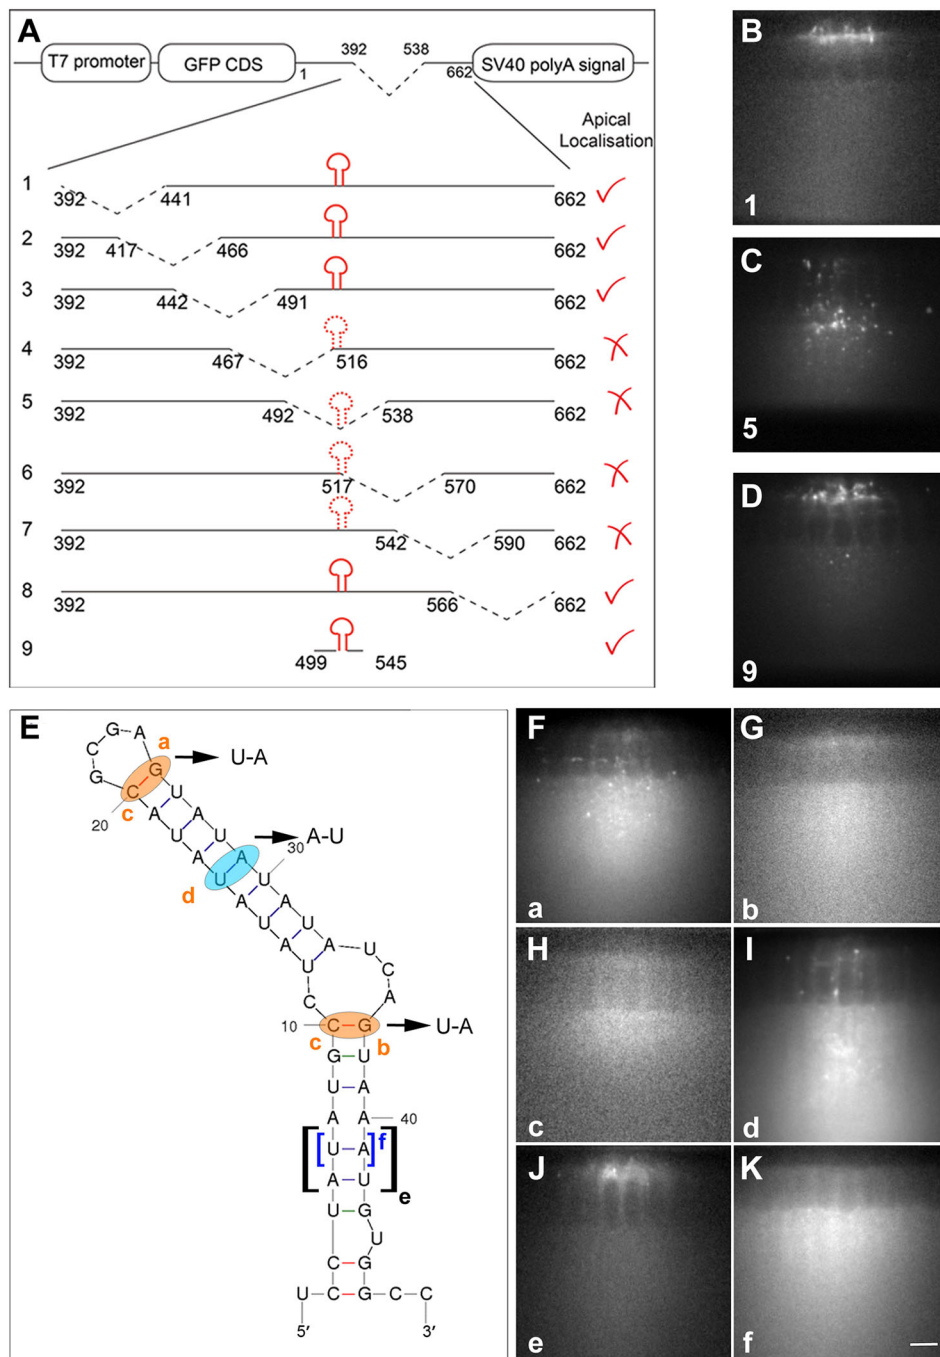 A
T7 promoter
GFP CDS
1
392
538
662
SV40 polyA signal
Apical
Localisation
1
392
441
662
2
392
417
466
662
3
392
442
491
662
4
392
467
516
662
5
392
492
538
662
6
392
517
570
662
7
392
542
590
662
8
392
566
662
9
499
545
B
1
C
5
D
9
E
A
G
C
G
a
G
U-A
C
c
20
U
A
A
U
U
A
A
A-U
30
U
d
A
U
U
A
A
U
U
A
U
C
C
A
10
C
G
U-A
c
b
G
U
U
A
A
A
40
U
A
f
A
U
e
U
G
U
C
G
U
C
G
C
C
5'
3'
F
a
G
b
H
c
I
d
J
e
K
f